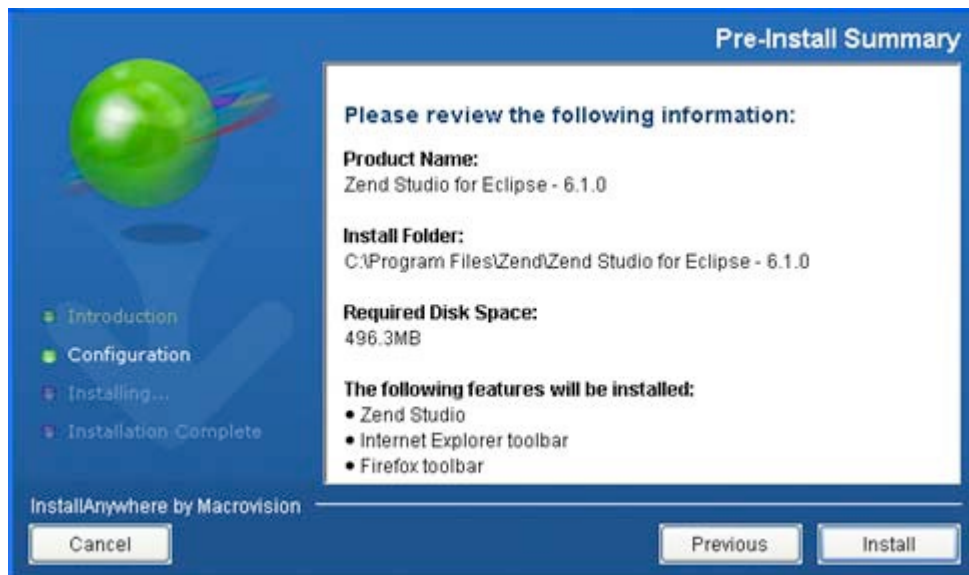 Pre-Install Summary
Please review the following information:
Product Name:
Zend Studio for Eclipse - 6.1.0
Install Folder:
C:\Program Files\Zend\Zend Studio for Eclipse - 6.1.0
Required Disk Space:
496.3MB
The following features will be installed:
• Zend Studio
• Internet Explorer toolbar
• Firefox toolbar
Introduction
Configuration
Installing...
Installation Complete
InstallAnywhere by Macrovision
Cancel
Previous
Install